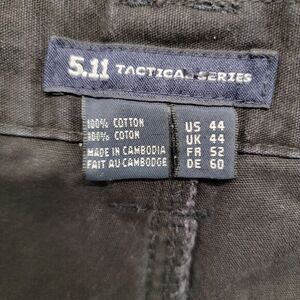 5.11 TACTICAL SERIES
100% COTTON
100% COTON
MADE IN CAMBODIA
FAIT AU CAMBODGE
US 44
UK 44
FR 52
DE 60